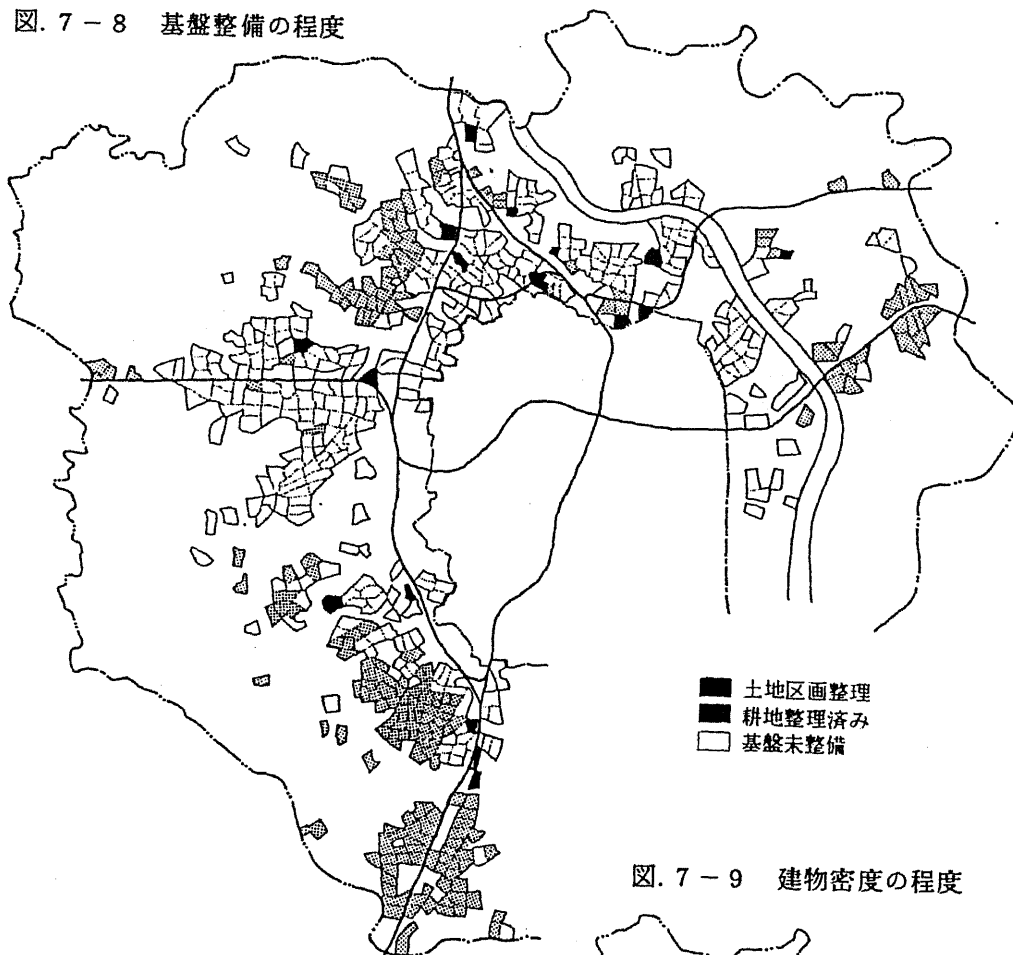 図. 7－8 基盤整備の程度
土地区画整理
耕地整理済み
基盤未整備
図. 7－9 建物密度の程度